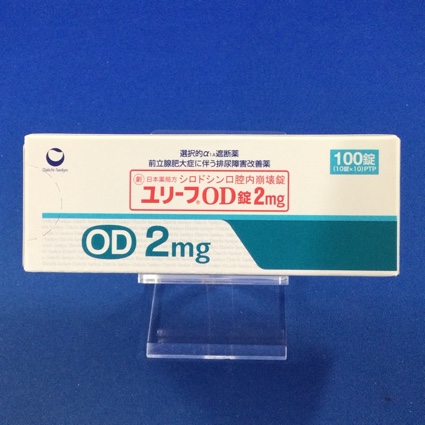 Daiichi-Sankyo
選択的α1A遮断薬
前立腺肥大症に伴う排尿障害改善薬
劇 日本薬局方 シロドシン口腔内崩壊錠
ユリーフ®OD錠2mg
100錠
(10錠×10)PTP
OD 2mg